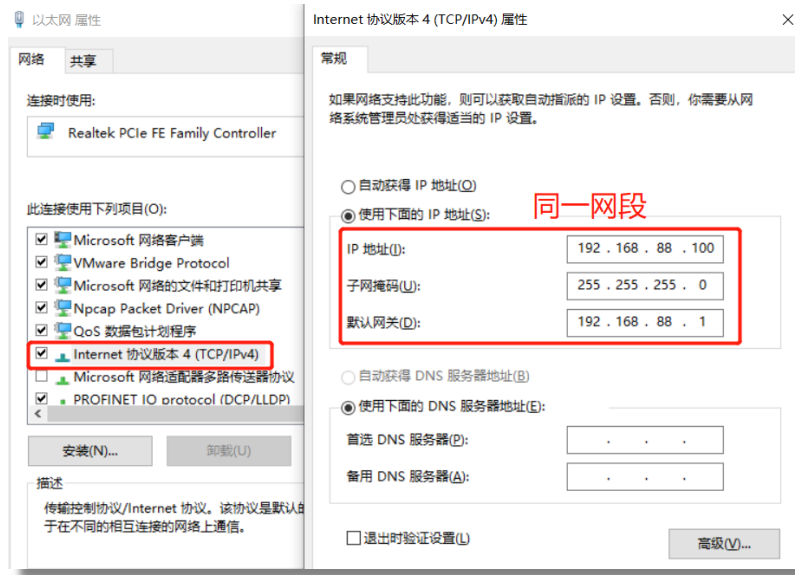 以太网 属性
网络
共享
连接时使用:
Realtek PCIe FE Family Controller
此连接使用下列项目(O):
Microsoft 网络客户端
VMware Bridge Protocol
Microsoft 网络的文件和打印机共享
Npcap Packet Driver (NPCAP)
QoS 数据包计划程序
Internet 协议版本 4 (TCP/IPv4)
Microsoft 网络适配器多路传送器协议
PROFINET IO protocol (DCP/LLDP)
安装(N)...
卸载(U)
描述
传输控制协议/Internet 协议。该协议是默认的
于在不同的相互连接的网络上通信。
Internet 协议版本 4 (TCP/IPv4) 属性
常规
如果网络支持此功能，则可以获取自动指派的 IP 设置。否则，你需要从网
络系统管理员处获得适当的 IP 设置。
自动获得 IP 地址(O)
同一网段
使用下面的 IP 地址(S):
IP 地址(I): 192 . 168 . 88 . 100
子网掩码(U): 255 . 255 . 255 . 0
默认网关(D): 192 . 168 . 88 . 1
自动获得 DNS 服务器地址(B)
使用下面的 DNS 服务器地址(E):
首选 DNS 服务器(P): . . .
备用 DNS 服务器(A): . . .
退出时验证设置(L)
高级(V)...